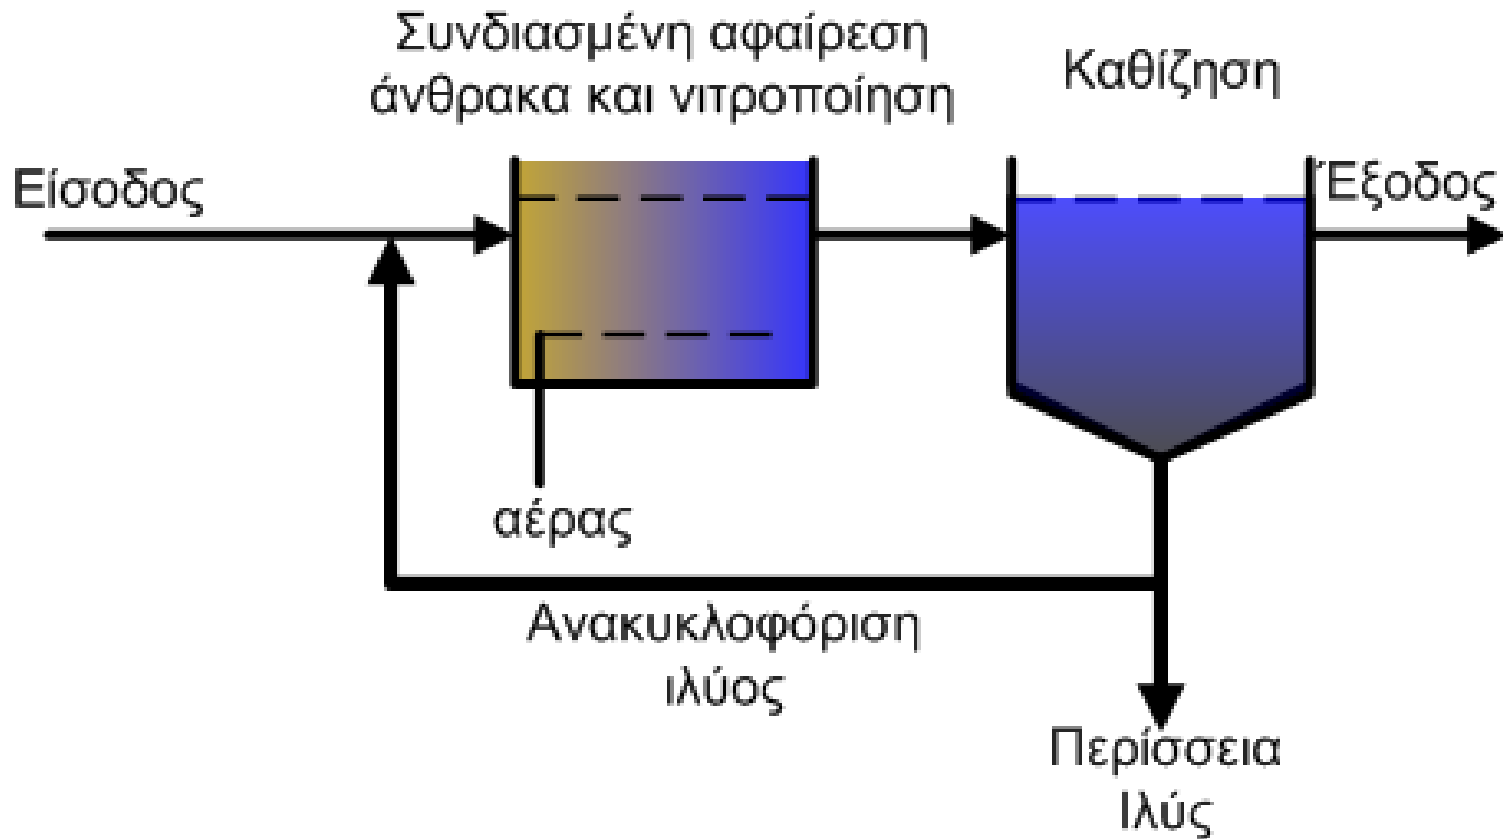 Συνδιασμένη αφαίρεση
άνθρακα και νιτροποίηση
Καθίζηση
Είσοδος
Έξοδος
αέρας
Ανακυκλοφόριση
ιλύος
Περίσσεια
Ιλύς